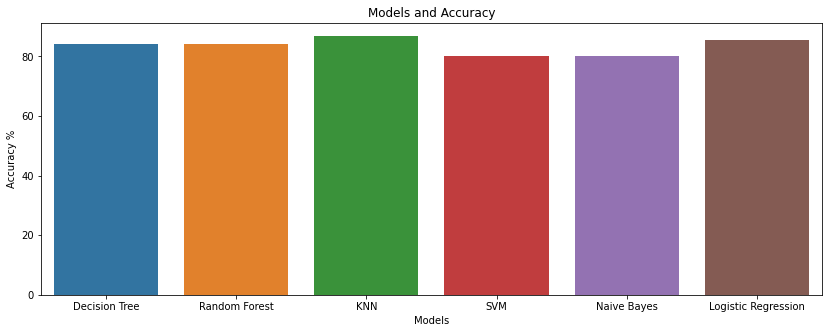 Models and Accuracy
Accuracy %
80
60
40
20
0
Decision Tree Random Forest KNN SVM Naive Bayes Logistic Regression
Models